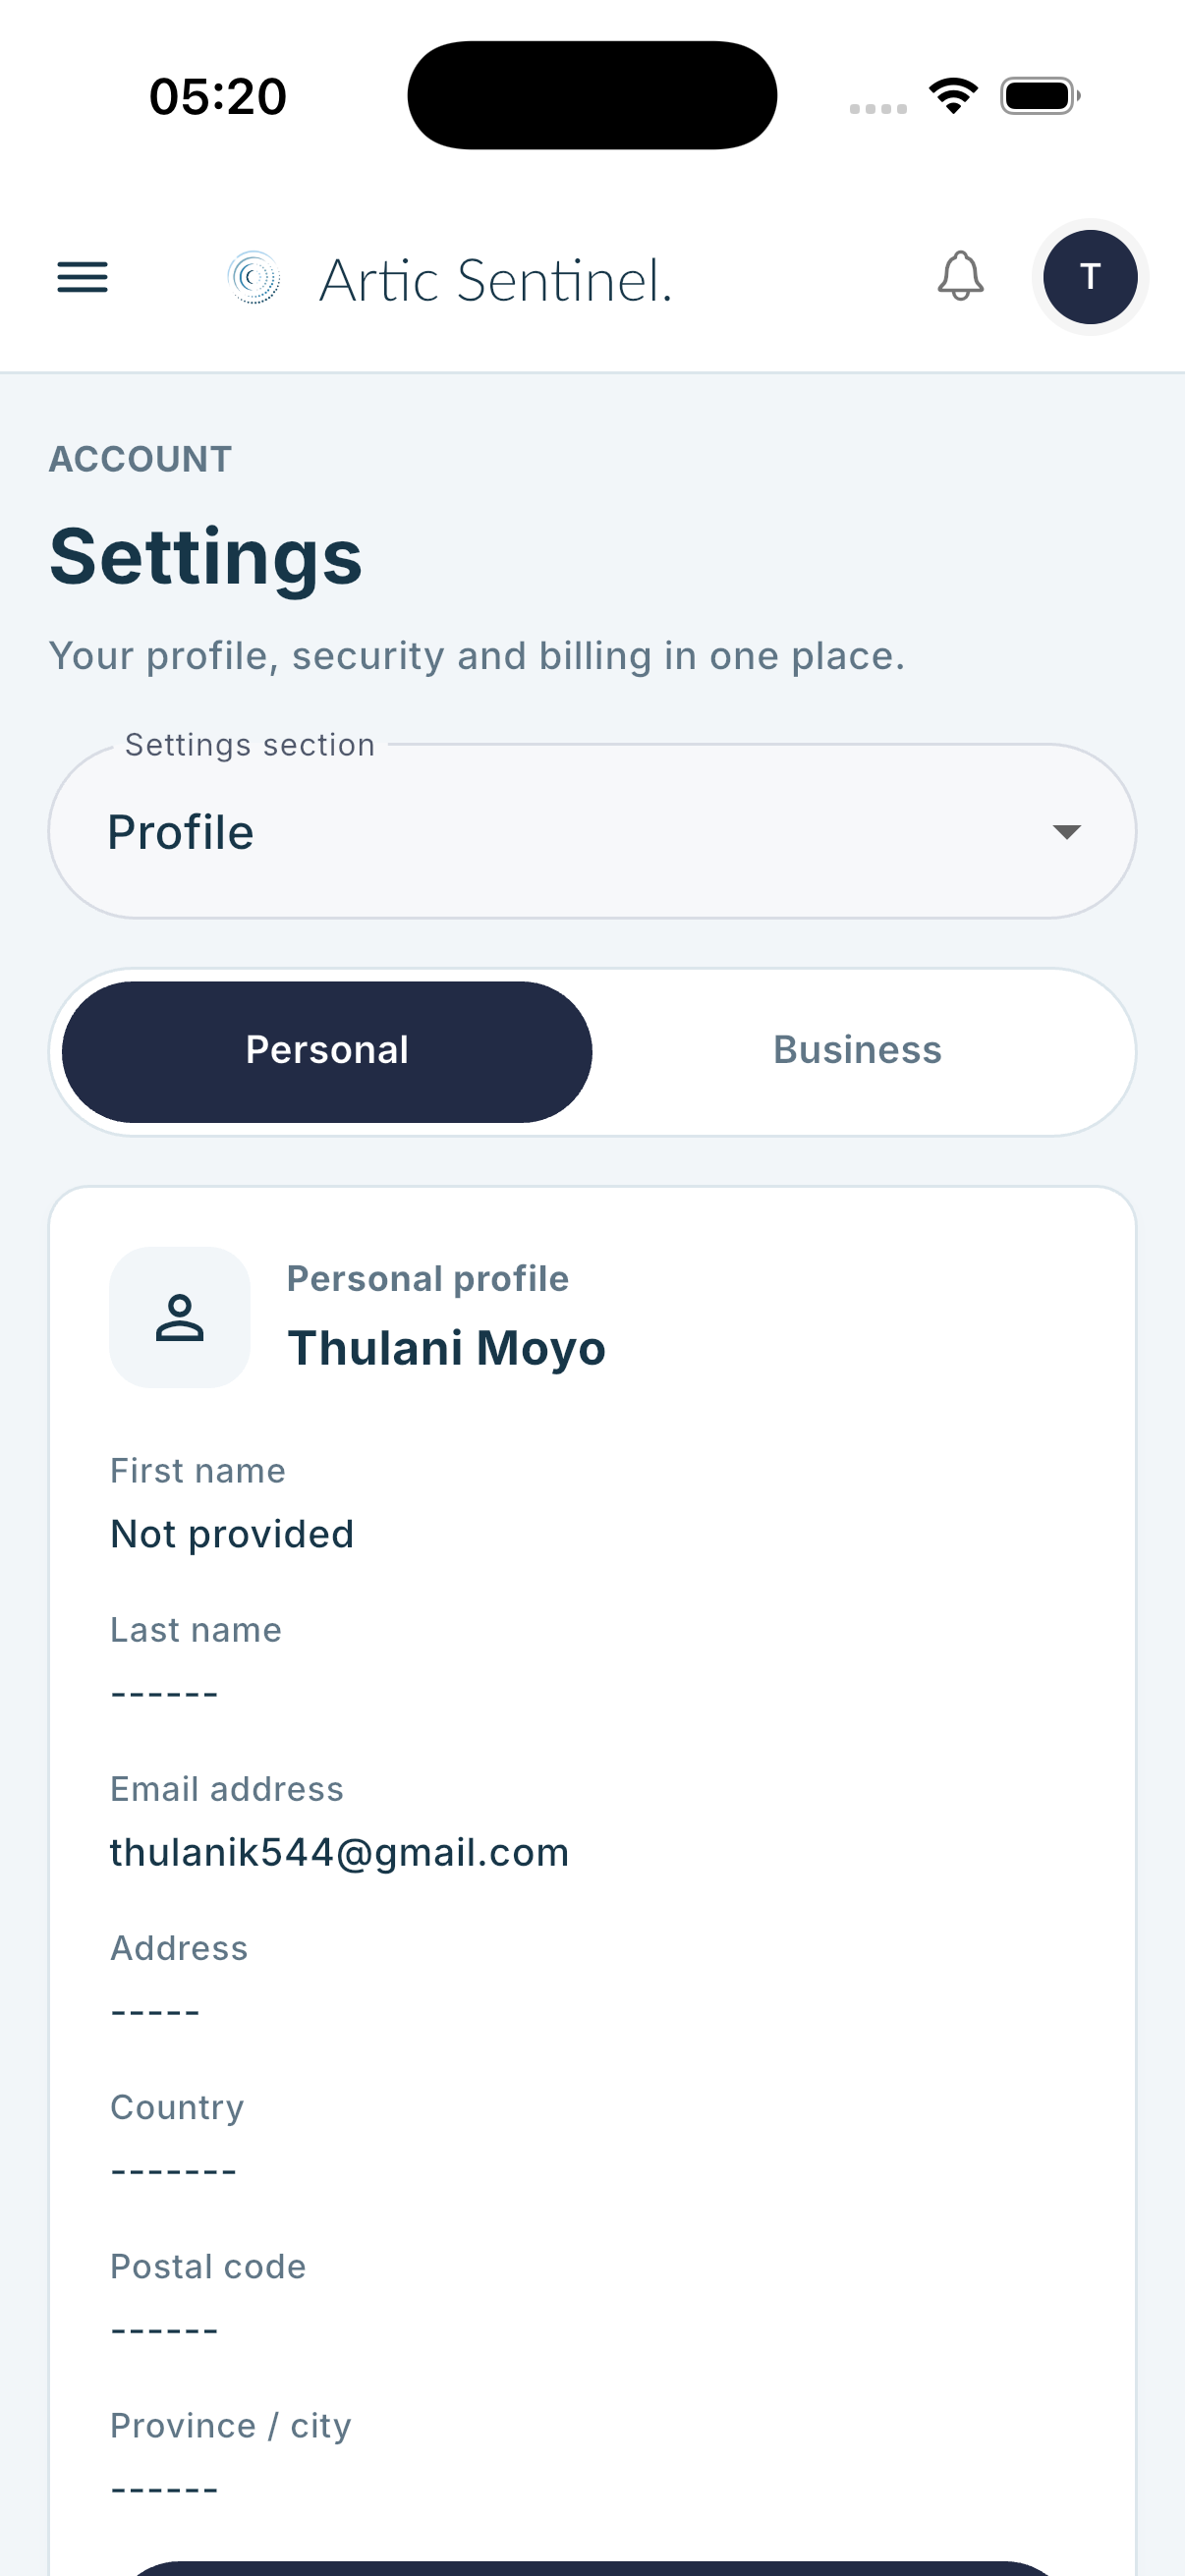 05:20
Artic Sentinel.
T
ACCOUNT
Settings
Your profile, security and billing in one place.
Settings section
Profile
Personal
Business
Personal profile
Thulani Moyo
First name
Not provided
Last name
------
Email address
thulanik544@gmail.com
Address
-----
Country
-------
Postal code
------
Province / city
------